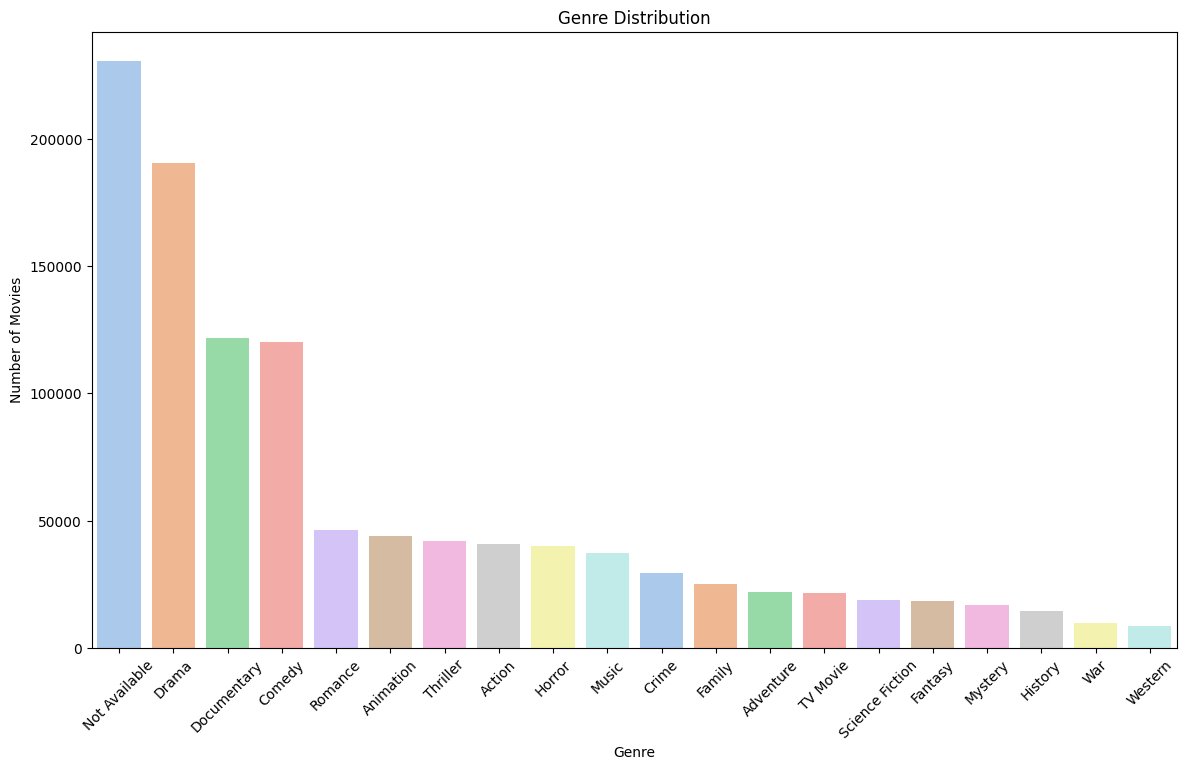 Genre Distribution
Number of Movies
200000
150000
100000
50000
0
Not Available
Drama
Documentary
Comedy
Romance
Animation
Thriller
Action
Horror
Music
Crime
Family
Adventure
TV Movie
Science Fiction
Fantasy
Mystery
History
War
Western
Genre